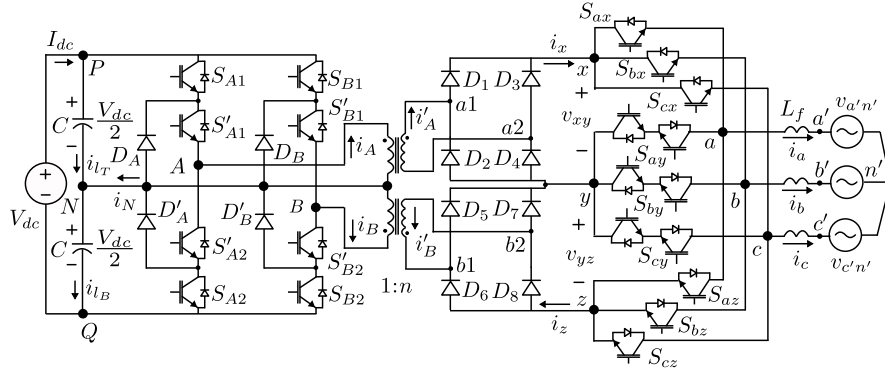 I_dc
P
S_A1
S_B1
S'_A1
S'_B1
+
C
V_dc/2
−
i_lT
D_A
D_B
A
i_A
i'_A
a1
a2
D_1
D_3
D_2
D_4
i_x
x
S_ax
S_bx
S_cx
+
v_xy
−
S_ay
a
L_f
a'
v_a'n'
i_a
+
−
V_dc
N
i_N
B
i_B
i'_B
D_5
D_7
b2
y
S_by
b
b'
n'
i_b
+
C
V_dc/2
−
i_lB
D'_A
D'_B
S'_A2
S'_B2
S_A2
S_B2
Q
1:n
b1
D_6
D_8
+
v_yz
−
S_cy
c
c'
i_c
v_c'n'
z
i_z
S_az
S_bz
S_cz